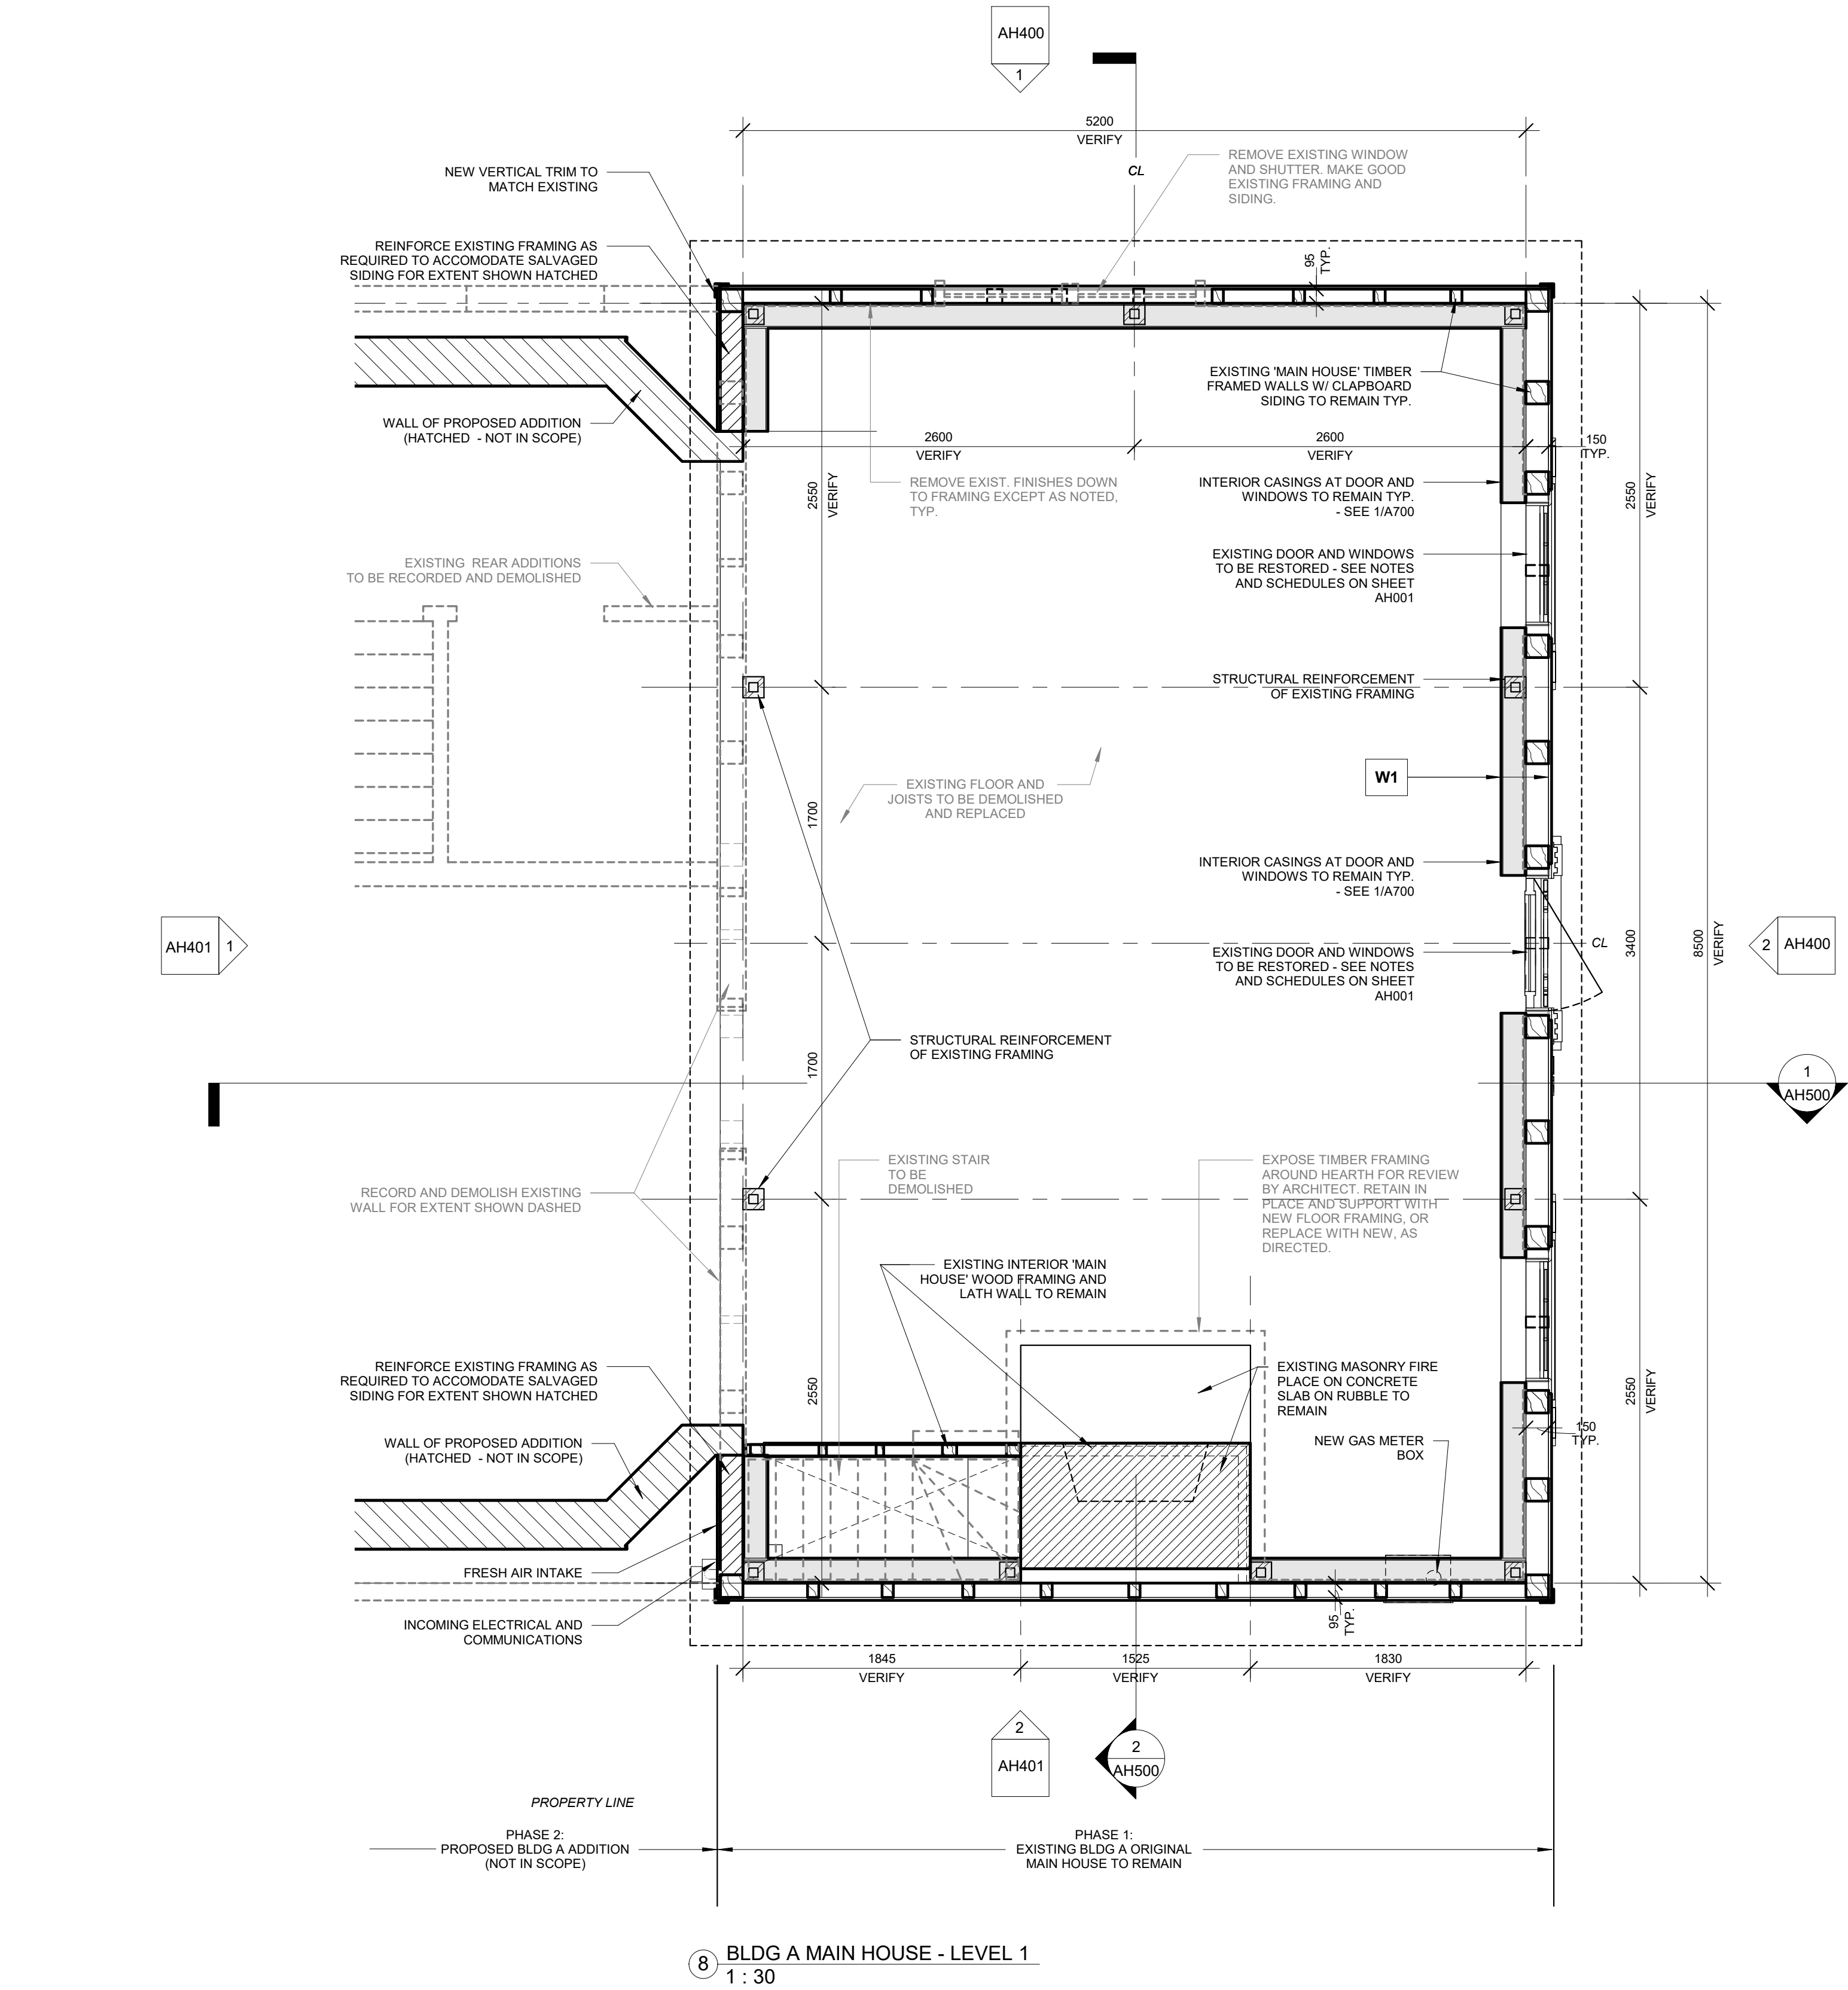 AH400
1
5200
VERIFY
CL
REMOVE EXISTING WINDOW
AND SHUTTER. MAKE GOOD
EXISTING FRAMING AND
SIDING.
NEW VERTICAL TRIM TO
MATCH EXISTING
REINFORCE EXISTING FRAMING AS
REQUIRED TO ACCOMODATE SALVAGED
SIDING FOR EXTENT SHOWN HATCHED
95
TYP.
EXISTING 'MAIN HOUSE' TIMBER
FRAMED WALLS W/ CLAPBOARD
SIDING TO REMAIN TYP.
WALL OF PROPOSED ADDITION
(HATCHED  - NOT IN SCOPE)
2600
VERIFY
2600
VERIFY
150
TYP.
2550
VERIFY
REMOVE EXIST. FINISHES DOWN
TO FRAMING EXCEPT AS NOTED,
TYP.
INTERIOR CASINGS AT DOOR AND
WINDOWS TO REMAIN TYP.
- SEE 1/A700
2550
VERIFY
EXISTING  REAR ADDITIONS
TO BE RECORDED AND DEMOLISHED
EXISTING DOOR AND WINDOWS
TO BE RESTORED - SEE NOTES
AND SCHEDULES ON SHEET
AH001
STRUCTURAL REINFORCEMENT
OF EXISTING FRAMING
W1
EXISTING FLOOR AND
JOISTS TO BE DEMOLISHED
AND REPLACED
1700
INTERIOR CASINGS AT DOOR AND
WINDOWS TO REMAIN TYP.
- SEE 1/A700
AH401
1
EXISTING DOOR AND WINDOWS
TO BE RESTORED - SEE NOTES
AND SCHEDULES ON SHEET
AH001
CL
3400
8500
VERIFY
2
AH400
STRUCTURAL REINFORCEMENT
OF EXISTING FRAMING
1700
1
AH500
RECORD AND DEMOLISH EXISTING
WALL FOR EXTENT SHOWN DASHED
EXISTING STAIR
TO BE
DEMOLISHED
EXPOSE TIMBER FRAMING
AROUND HEARTH FOR REVIEW
BY ARCHITECT. RETAIN IN
PLACE AND SUPPORT WITH
NEW FLOOR FRAMING, OR
REPLACE WITH NEW, AS
DIRECTED.
EXISTING INTERIOR 'MAIN
HOUSE' WOOD FRAMING AND
LATH WALL TO REMAIN
REINFORCE EXISTING FRAMING AS
REQUIRED TO ACCOMODATE SALVAGED
SIDING FOR EXTENT SHOWN HATCHED
2550
EXISTING MASONRY FIRE
PLACE ON CONCRETE
SLAB ON RUBBLE TO
REMAIN
2550
VERIFY
WALL OF PROPOSED ADDITION
(HATCHED  - NOT IN SCOPE)
NEW GAS METER
BOX
150
TYP.
FRESH AIR INTAKE
INCOMING ELECTRICAL AND
COMMUNICATIONS
95
TYP.
1845
VERIFY
1525
VERIFY
1830
VERIFY
2
AH401
2
AH500
PROPERTY LINE
PHASE 2:
PROPOSED BLDG A ADDITION
(NOT IN SCOPE)
PHASE 1:
EXISTING BLDG A ORIGINAL
MAIN HOUSE TO REMAIN
8
BLDG A MAIN HOUSE - LEVEL 1
1 : 30